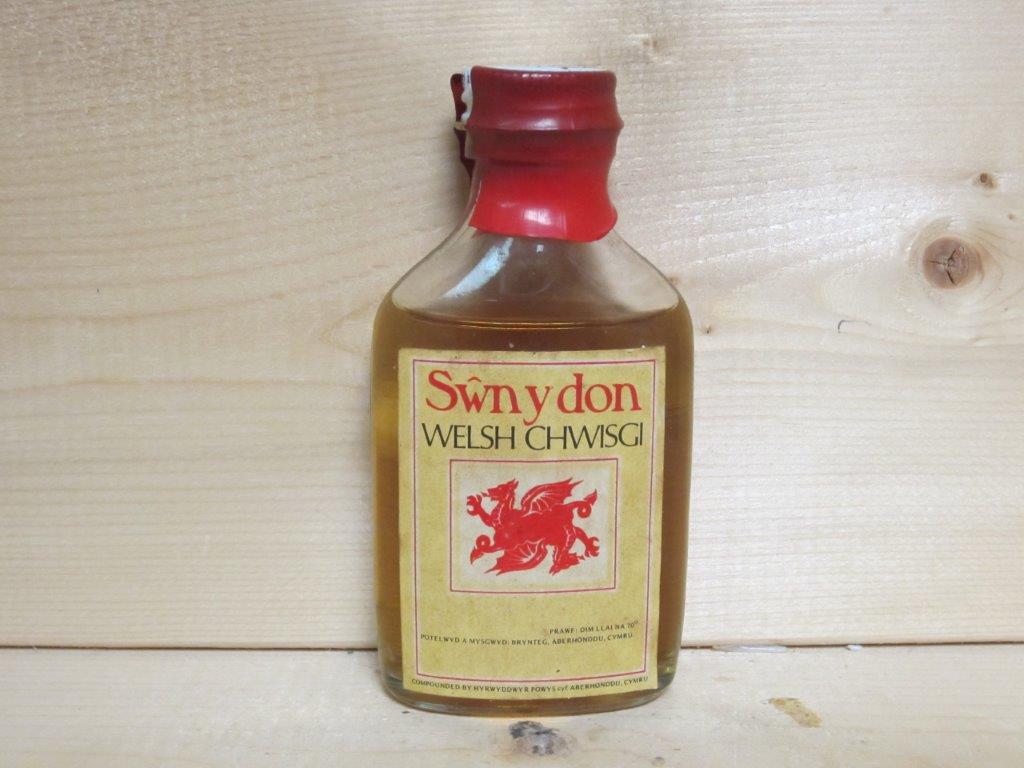 Sŵn y don
WELSH CHWISGI
PRAWF: DIM LLAI NA 70°
POTELWYD A MYSGWYD: BRYNTEG, ABERHONDDU, CYMRU.
COMPOUNDED BY HYRWYDDWYR POWYS cyf. ABERHONDDU, CYMRU